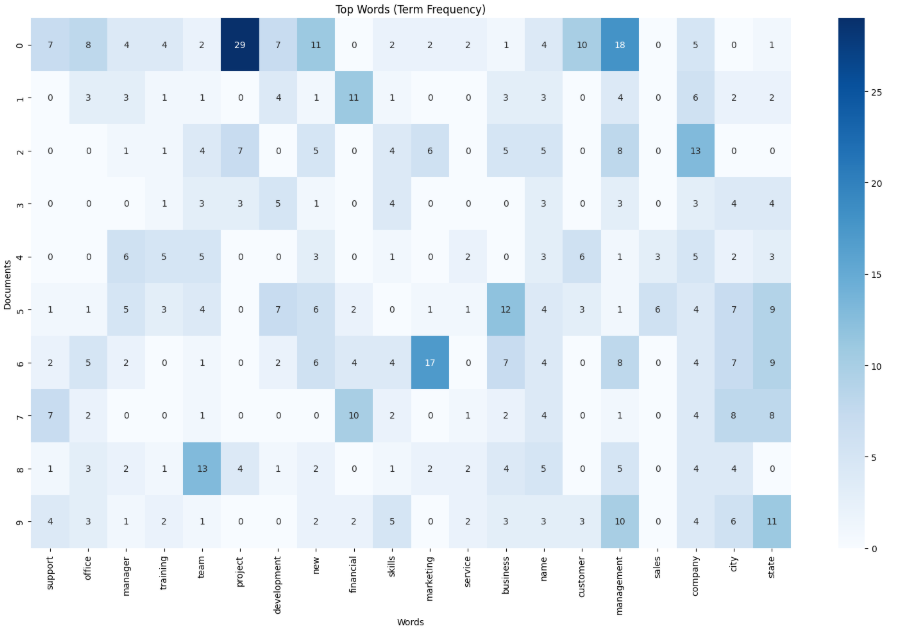 Top Words (Term Frequency)
0 7 8 4 4 2 29 7 11 0 2 2 2 1 4 10 18 0 5 0 1
1 0 3 3 1 1 0 4 1 11 1 0 0 3 3 0 4 0 6 2 2
2 0 0 1 1 4 7 0 5 0 4 6 0 5 5 0 8 0 13 0 0
3 0 0 0 1 3 3 5 1 0 4 0 0 0 3 0 3 0 3 4 4
4 0 0 6 5 5 0 0 3 0 1 0 2 0 3 6 1 3 5 2 3
5 1 1 5 3 4 0 7 6 2 0 1 1 12 4 3 1 6 4 7 9
6 2 5 2 0 1 0 2 6 4 4 17 0 7 4 0 8 0 4 7 9
7 7 2 0 0 1 0 0 0 10 2 0 1 2 4 0 1 0 4 8 8
8 1 3 2 1 13 4 1 2 0 1 2 2 4 5 0 5 0 4 4 0
9 4 3 1 2 1 0 0 2 2 5 0 2 3 3 3 10 0 4 6 11
Documents
support office manager training team project development new financial skills marketing service business name customer management sales company city state
Words
25
20
15
10
5
0